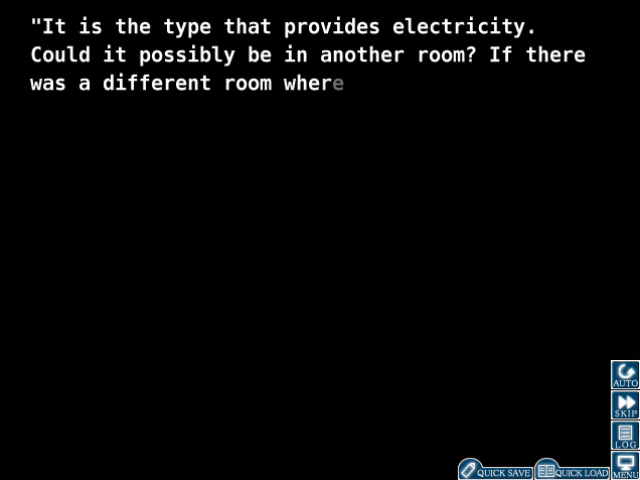 "It is the type that provides electricity.
Could it possibly be in another room? If there
was a different room where
AUTO
SKIP
LOG
QUICK SAVE
QUICK LOAD
MENU